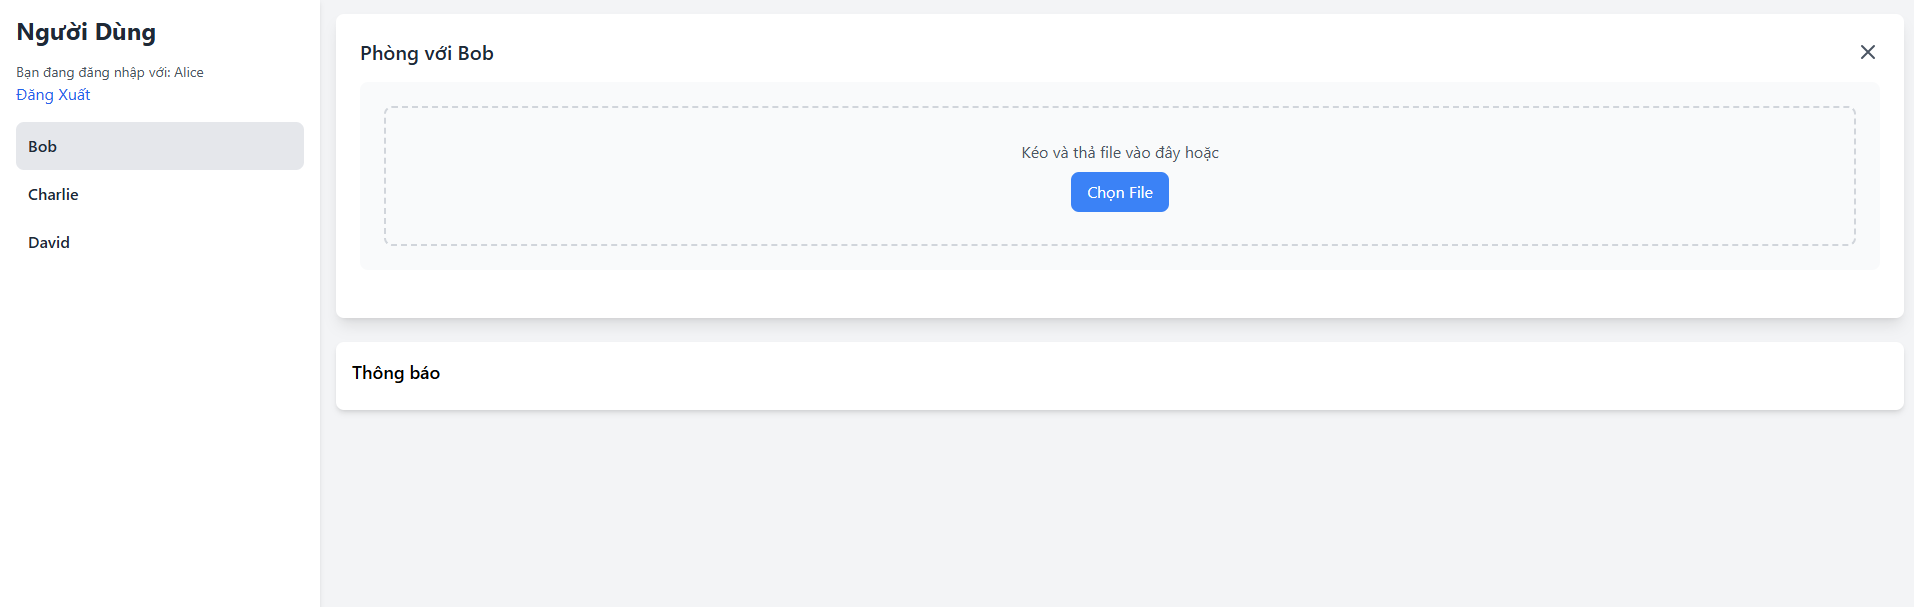 Người Dùng
Bạn đang đăng nhập với: Alice
Đăng Xuất
Bob
Charlie
David
Phòng với Bob
Kéo và thả file vào đây hoặc
Chọn File
Thông báo